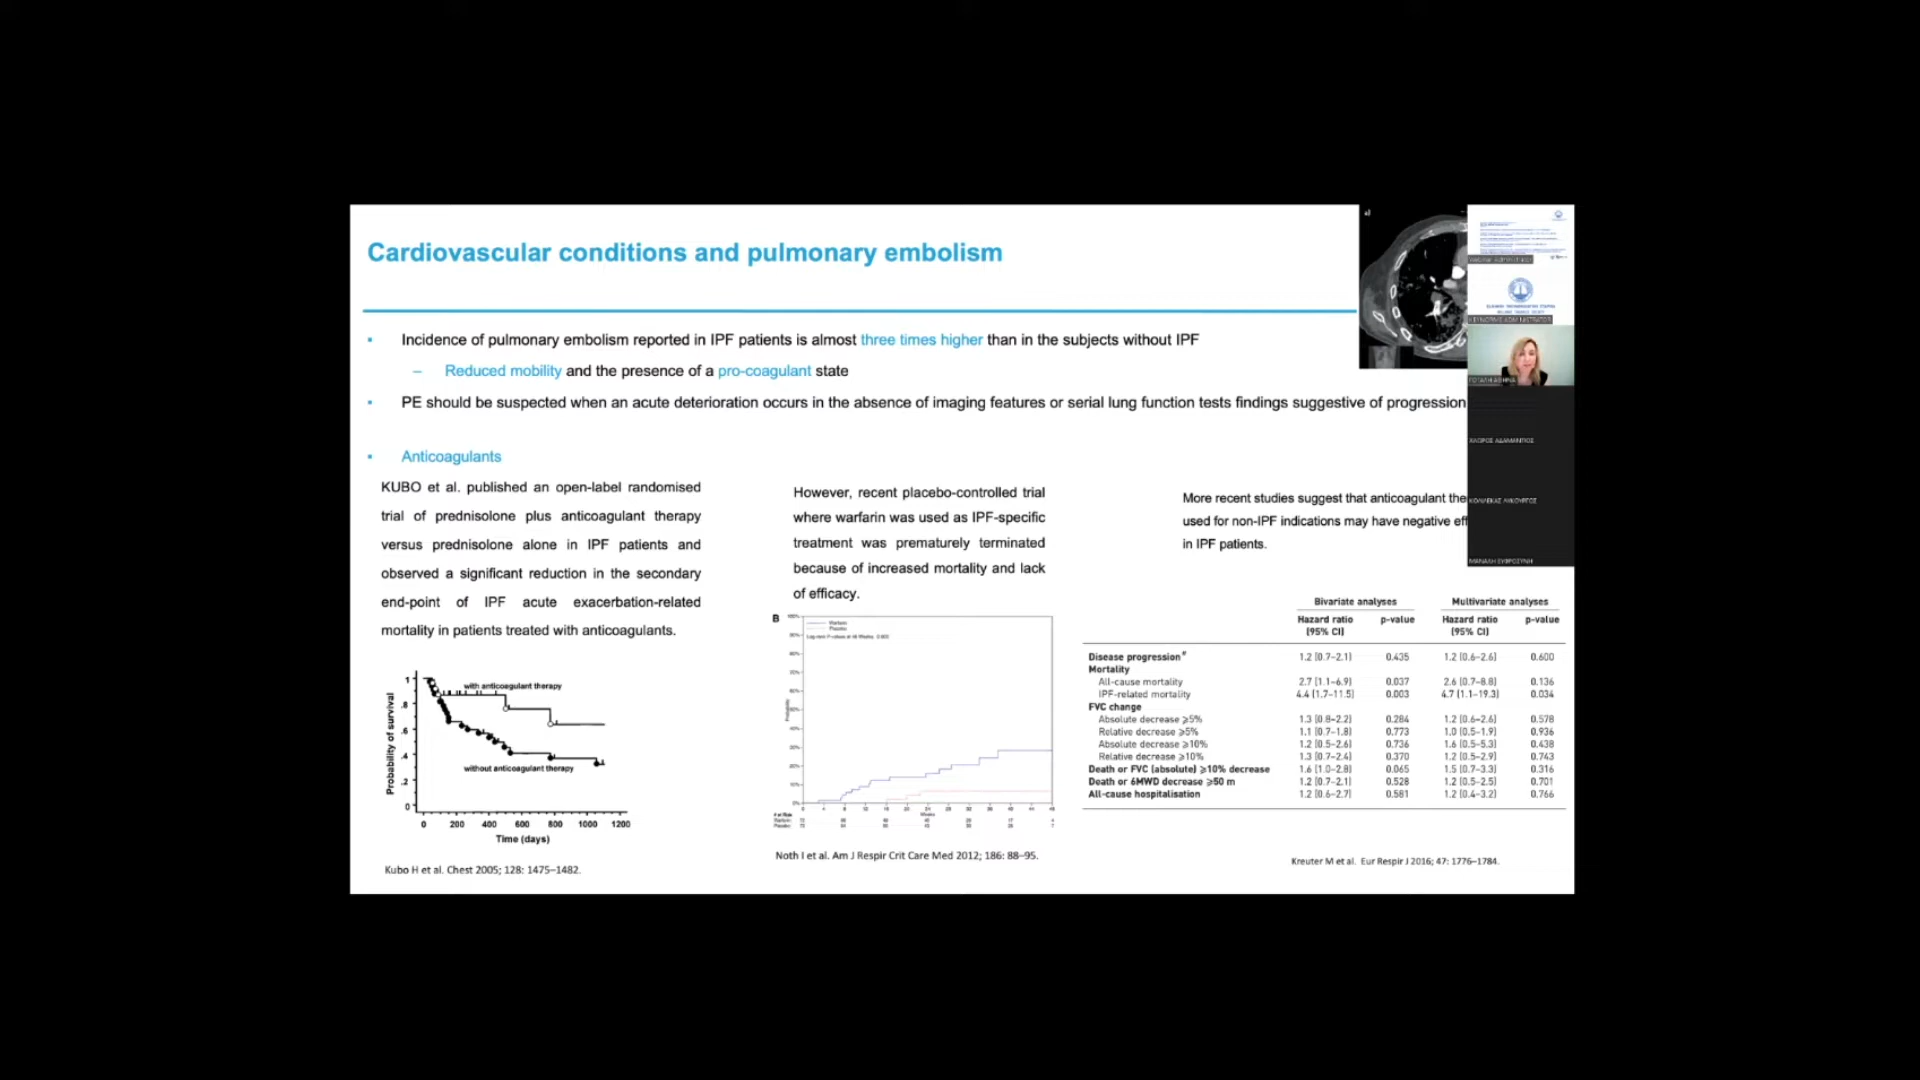 Cardiovascular conditions and pulmonary embolism
Incidence of pulmonary embolism reported in IPF patients is almost three times higher than in the subjects without IPF
– Reduced mobility and the presence of a pro-coagulant state
PE should be suspected when an acute deterioration occurs in the absence of imaging features or serial lung function tests findings suggestive of progression
Anticoagulants
KUBO et al. published an open-label randomised
trial of prednisolone plus anticoagulant therapy
versus prednisolone alone in IPF patients and
observed a significant reduction in the secondary
end-point of IPF acute exacerbation-related
mortality in patients treated with anticoagulants.
1
.8
.6
.4
.2
0
Probability of survival
with anticoagulant therapy
without anticoagulant therapy
0 200 400 600 800 1000 1200
Time (days)
Kubo H et al. Chest 2005; 128: 1475–1482.
However, recent placebo-controlled trial
where warfarin was used as IPF-specific
treatment was prematurely terminated
because of increased mortality and lack
of efficacy.
B
Warfarin
Placebo
Weeks
Noth I et al. Am J Respir Crit Care Med 2012; 186: 88–95.
More recent studies suggest that anticoagulant the
used for non-IPF indications may have negative eff
in IPF patients.
Bivariate analyses Multivariate analyses
Hazard ratio (95% CI) p-value Hazard ratio (95% CI) p-value
Disease progression# 1.2 (0.7–2.1) 0.435 1.2 (0.6–2.6) 0.600
Mortality
All-cause mortality 2.7 (1.1–6.9) 0.037 2.6 (0.7–8.8) 0.136
IPF-related mortality 4.4 (1.7–11.5) 0.003 4.7 (1.1–19.3) 0.034
FVC change
Absolute decrease ⩾5% 1.3 (0.8–2.2) 0.284 1.2 (0.6–2.6) 0.578
Relative decrease ⩾5% 1.1 (0.7–1.8) 0.773 1.0 (0.5–1.9) 0.936
Absolute decrease ⩾10% 1.2 (0.5–2.6) 0.736 1.6 (0.5–5.3) 0.438
Relative decrease ⩾10% 1.3 (0.7–2.4) 0.370 1.2 (0.5–2.9) 0.743
Death or FVC (absolute) ⩾10% decrease 1.6 (1.0–2.8) 0.065 1.5 (0.7–3.3) 0.316
Death or 6MWD decrease ⩾50 m 1.2 (0.7–2.1) 0.528 1.2 (0.5–2.5) 0.701
All-cause hospitalisation 1.2 (0.6–2.7) 0.581 1.2 (0.4–3.2) 0.766
Kreuter M et al. Eur Respir J 2016; 47: 1776–1784.
a)
ΧΛΩΡΟΣ ΔΙΑΜΑΝΤΙΟΣ
ΜΑΝΑΛΗ ΕΥΦΡΟΣΥΝΗ